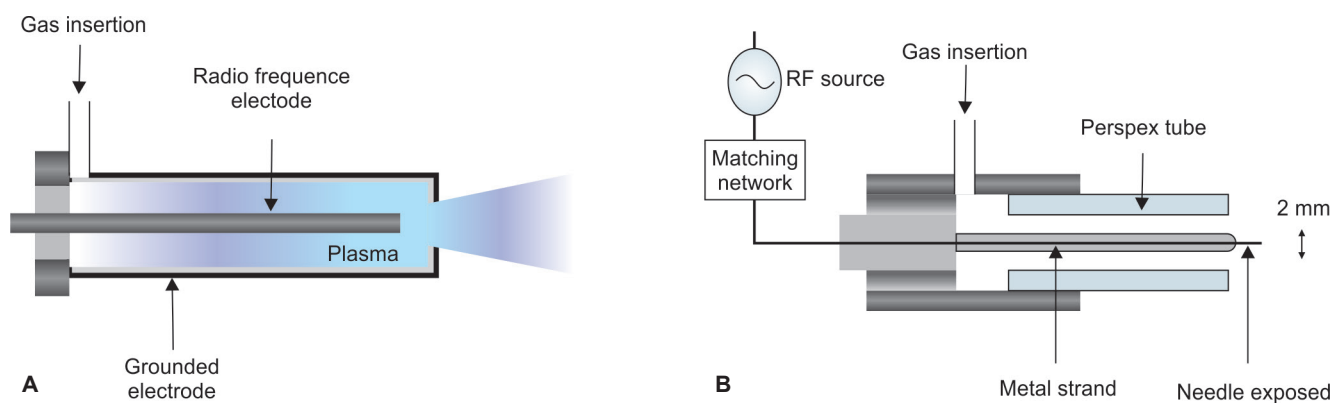 Gas insertion
Radio frequence
electode
Plasma
Grounded
electrode
A
RF source
Matching
network
Gas insertion
Perspex tube
2 mm
Metal strand
Needle exposed
B